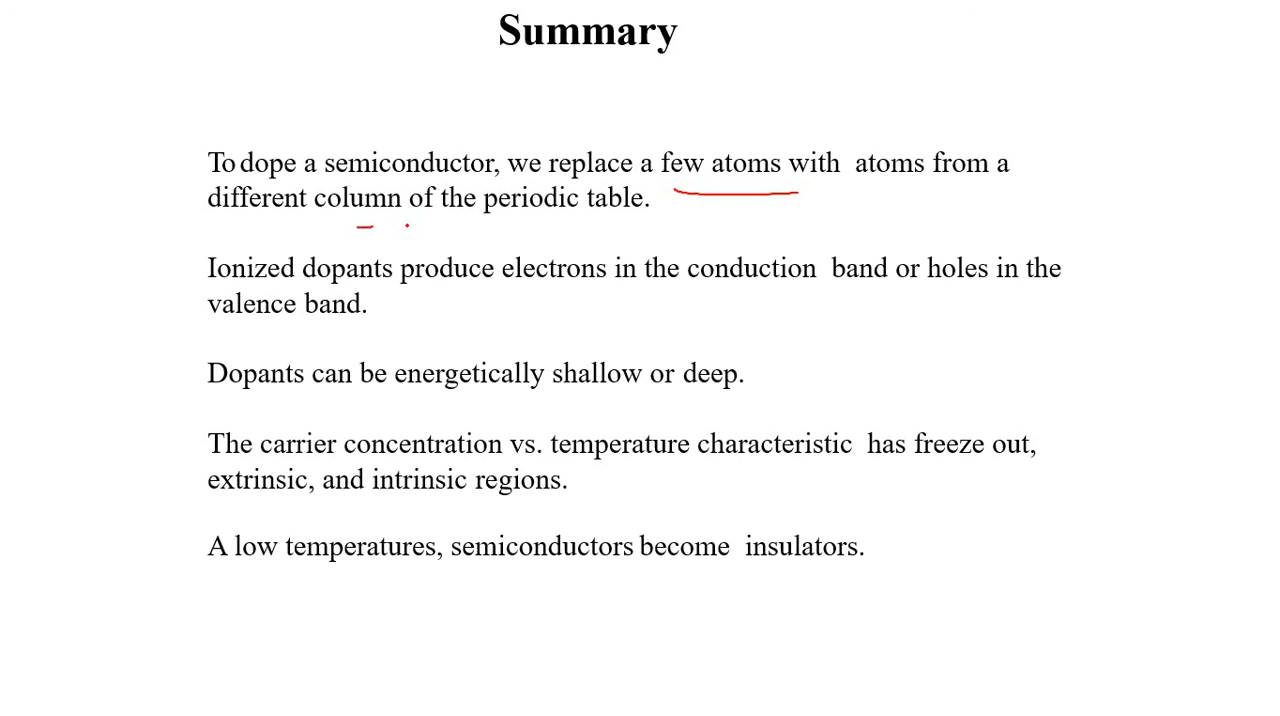 Summary
To dope a semiconductor, we replace a few atoms with atoms from a
different column of the periodic table.
Ionized dopants produce electrons in the conduction band or holes in the
valence band.
Dopants can be energetically shallow or deep.
The carrier concentration vs. temperature characteristic has freeze out,
extrinsic, and intrinsic regions.
A low temperatures, semiconductors become insulators.